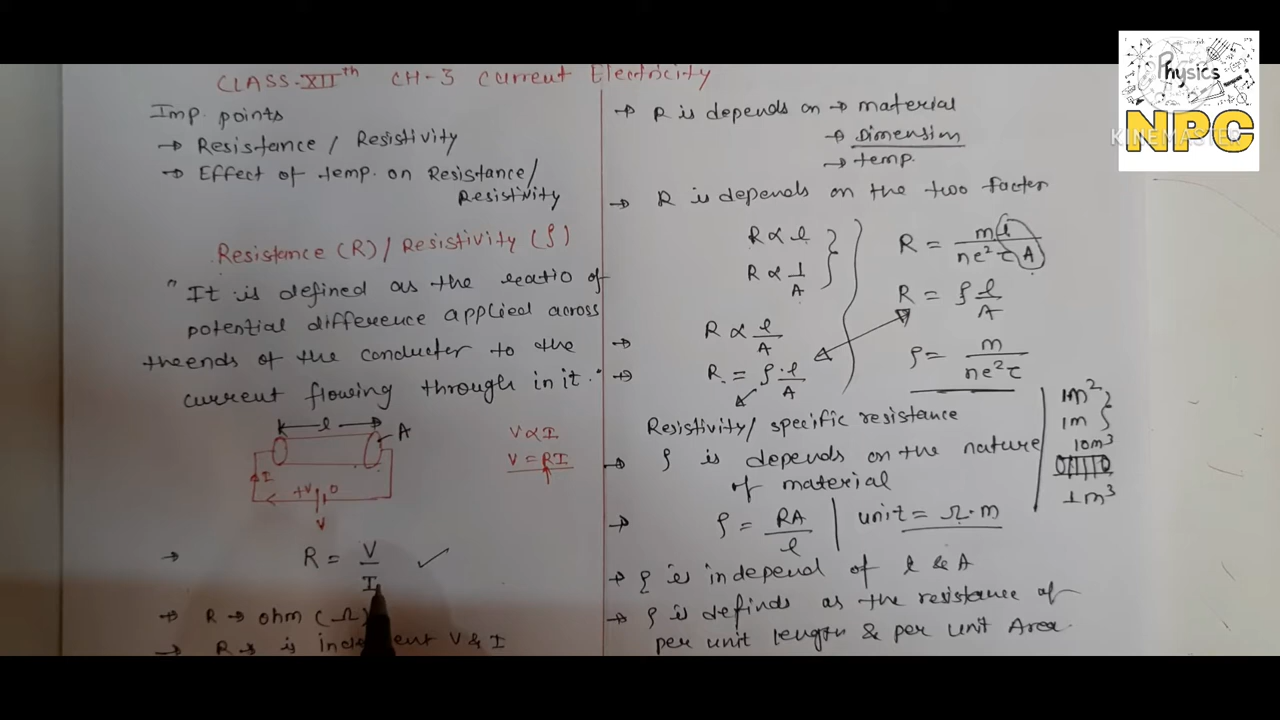 CLASS-XIIth CH-3 Current Electricity
Imp. points
→ Resistance / Resistivity
→ Effect of temp. on Resistance/
Resistivity
Resistance (R) / Resistivity (ρ)
"It is defined as the ratio of
potential difference applied across
the ends of the conductor to the
current flowing through in it."
l
A
I
+V 0
V
V ∝ I
V = RI
→ R = V/I ✓
→ R → ohm (Ω)
→ R → is V & I
→ R is depends on → material
→ Dimension
→ temp.
→ R is depends on the two factor
R ∝ l
R ∝ 1/A
→ R ∝ l/A
→ R = ρ·l/A
R = ml/ne²τA
R = ρ l/A
ρ = m/ne²τ
Resistivity/ specific resistance
→ ρ is depends on the nature
of material
→ ρ = RA/l | unit = Ω·m
→ ρ is independ of l & A
→ ρ is definds as the resistance of
per unit length & per unit Area.
1m²
1m
10m³
1m³
Physics
NPC
KINEMASTER